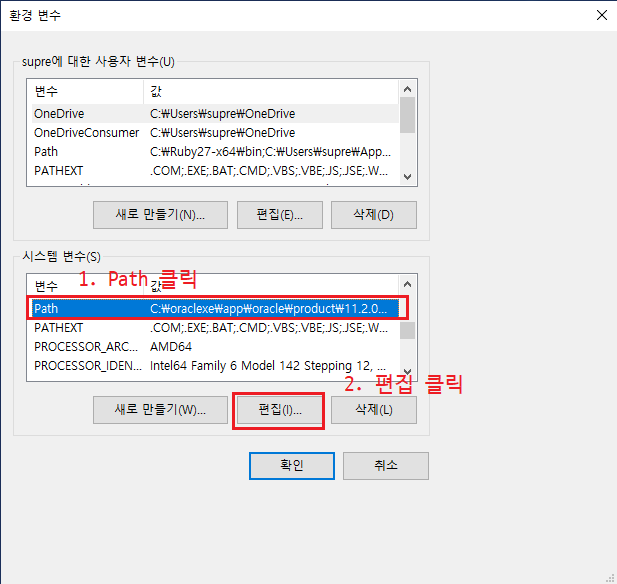 환경 변수
supre에 대한 사용자 변수(U)
변수 값
OneDrive C:₩Users₩supre₩OneDrive
OneDriveConsumer C:₩Users₩supre₩OneDrive
Path C:₩Ruby27-x64₩bin;C:₩Users₩supre₩App...
PATHEXT .COM;.EXE;.BAT;.CMD;.VBS;.VBE;.JS;.JSE;.W...
새로 만들기(N)... 편집(E)... 삭제(D)
시스템 변수(S)
1. Path 클릭
변수 값
Path C:₩oraclexe₩app₩oracle₩product₩11.2.0...
PATHEXT .COM;.EXE;.BAT;.CMD;.VBS;.VBE;.JS;.JSE;.W...
PROCESSOR_ARC... AMD64
PROCESSOR_IDEN... Intel64 Family 6 Model 142 Stepping 12, ...
2. 편집 클릭
새로 만들기(W)... 편집(I)... 삭제(L)
확인 취소